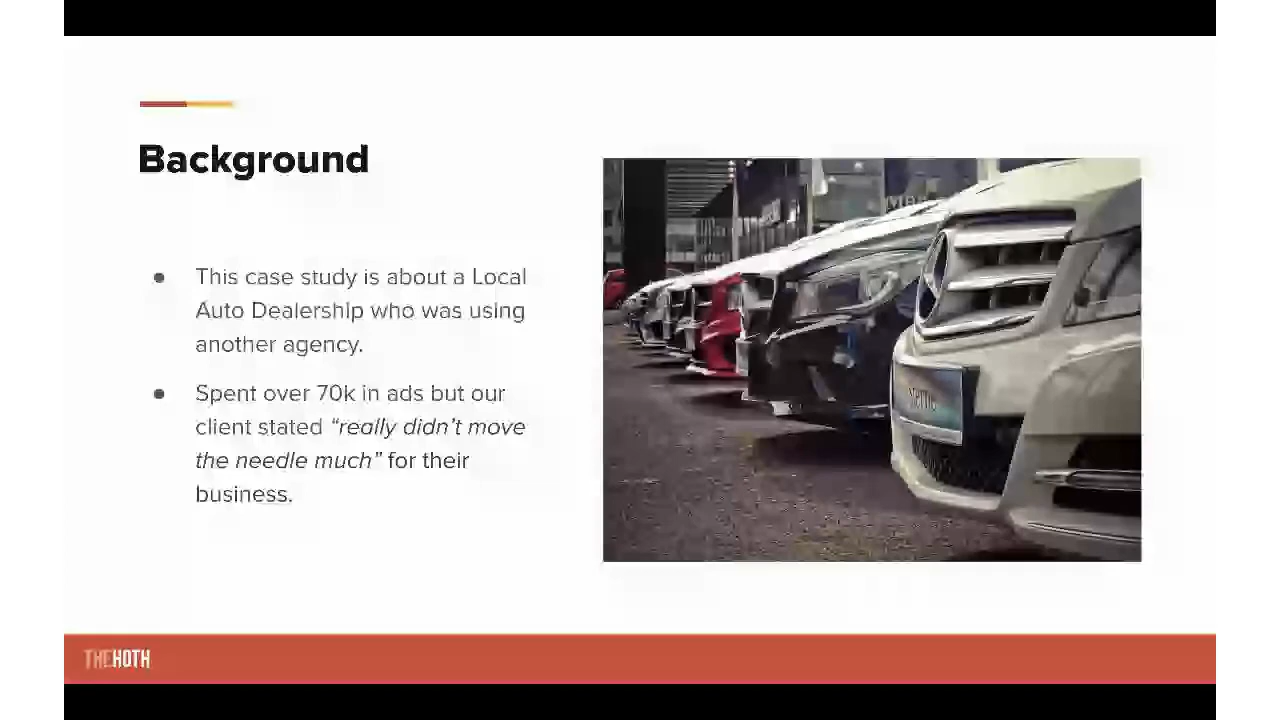 Background
● This case study is about a Local
Auto Dealership who was using
another agency.
● Spent over 70k in ads but our
client stated “really didn’t move
the needle much” for their
business.
THEHOTH